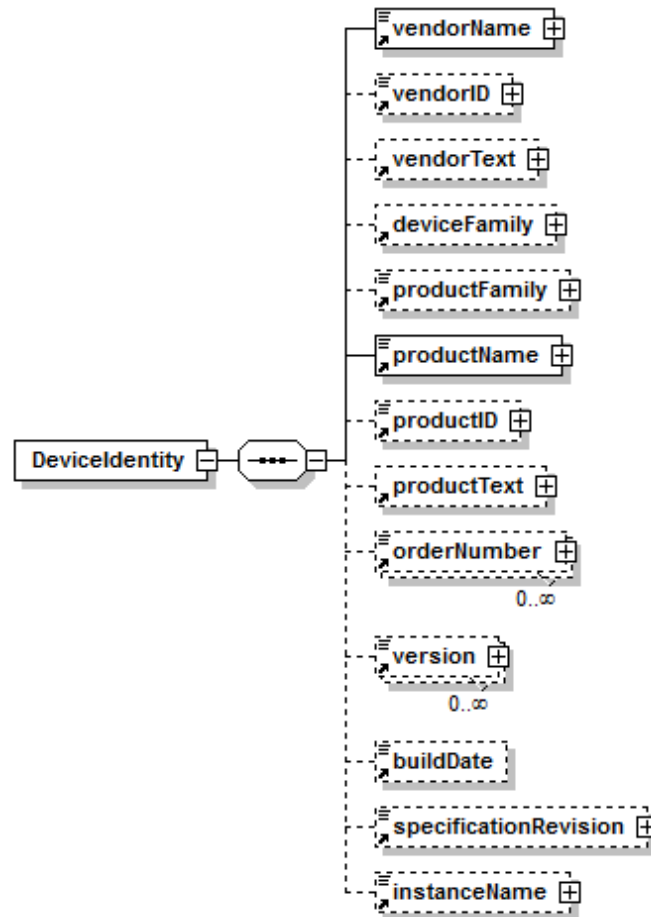 vendorName
vendorID
vendorText
deviceFamily
productFamily
productName
productID
DeviceIdentity
productText
orderNumber
0..∞
version
0..∞
buildDate
specificationRevision
instanceName